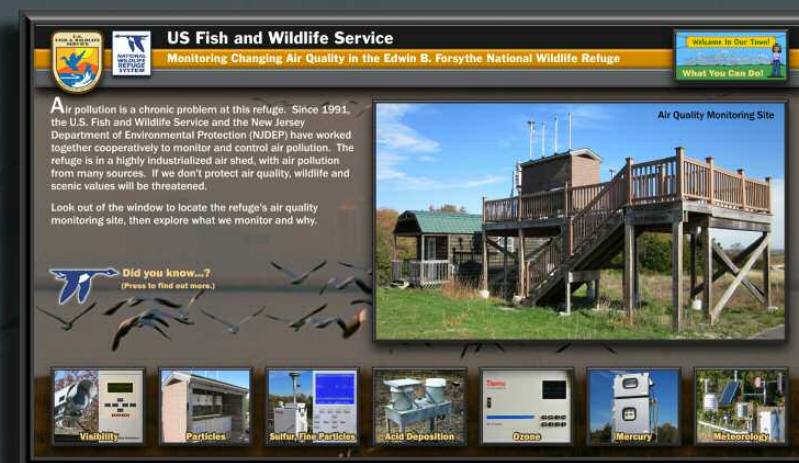 U.S.
FISH & WILDLIFE
SERVICE
NATIONAL
WILDLIFE
REFUGE
SYSTEM
US Fish and Wildlife Service
Monitoring Changing Air Quality in the Edwin B. Forsythe National Wildlife Refuge
Welcome to Our Town!
What You Can Do!
Air pollution is a chronic problem at this refuge. Since 1991,
the U.S. Fish and Wildlife Service and the New Jersey
Department of Environmental Protection (NJDEP) have worked
together cooperatively to monitor and control air pollution. The
refuge is in a highly industrialized air shed, with air pollution
from many sources. If we don't protect air quality, wildlife and
scenic values will be threatened.
Look out of the window to locate the refuge's air quality
monitoring site, then explore what we monitor and why.
Air Quality Monitoring Site
Did you know...?
(Press to find out more.)
Visibility
Particles
Sulfur, Fine Particles
Acid Deposition
Thermo
Ozone
Mercury
Meteorology